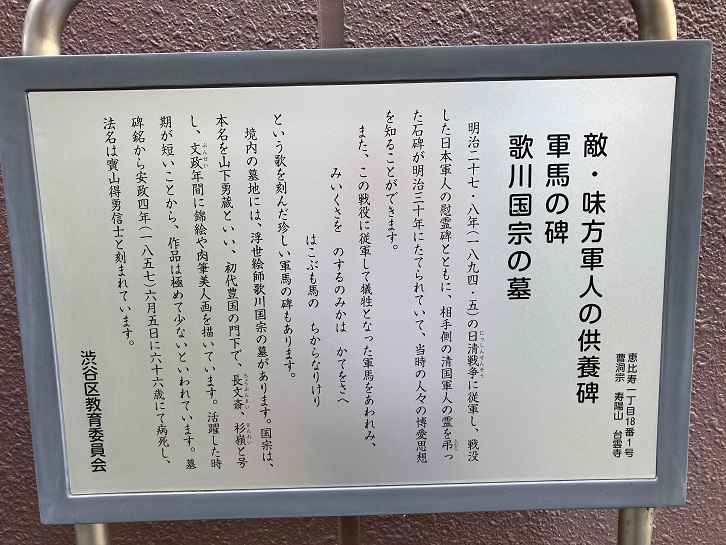 敵・味方軍人の供養碑
軍馬の碑
歌川国宗の墓
恵比寿一丁目18番1号
曹洞宗 寿陽山 台雲寺
明治二十七・八年(一八九四・五)の日清戦争に従軍し、戦没
した日本軍人の慰霊碑とともに、相手側の清国軍人の霊を弔っ
た石碑が明治三十年にたてられていて、当時の人々の博愛思想
を知ることができます。
また、この戦役に従軍して犠牲となった軍馬をあわれみ、
みいくさを のするのみかは かてをさへ
はこぶも馬の ちからなりけり
という歌を刻んだ珍しい軍馬の碑もあります。
境内の墓地には、浮世絵師歌川国宗の墓があります。国宗は、
本名を山下勇蔵といい、初代豊国の門下で、長文斎、杉嶺と号
し、文政年間に錦絵や肉筆美人画を描いています。活躍した時
期が短いことから、作品は極めて少ないといわれています。墓
碑銘から安政四年(一八五七)六月五日に六十六歳にて病死し、
法名は實山得勇信士と刻まれています。
渋谷区教育委員会